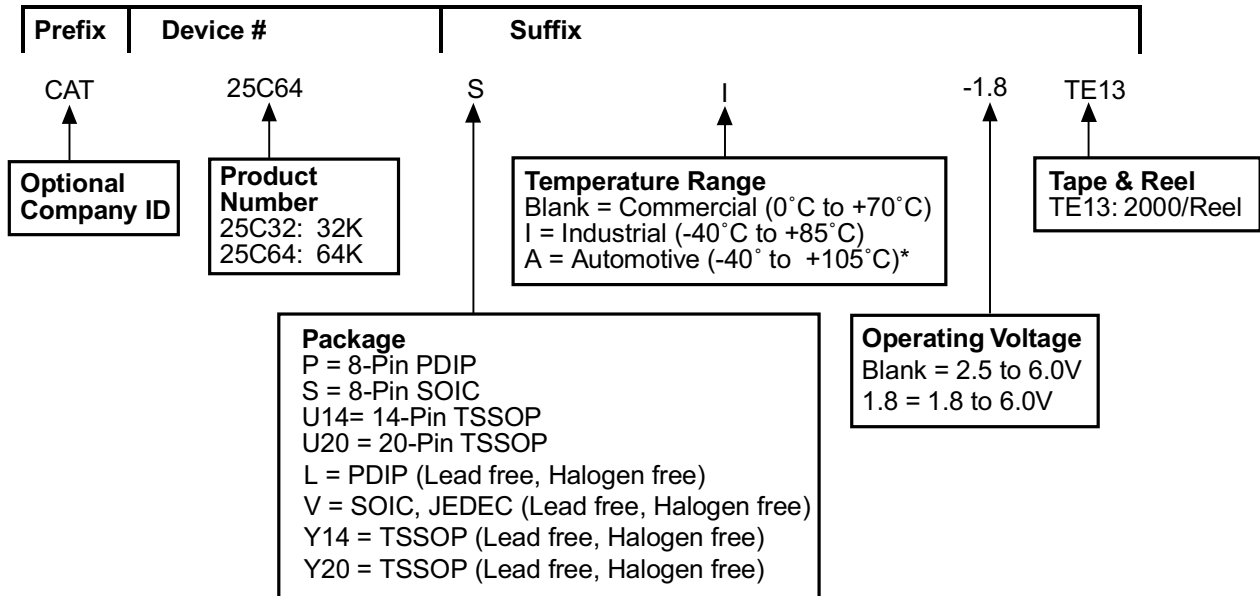 Prefix Device # Suffix
CAT 25C64 S I -1.8 TE13
Optional
Company ID
Product
Number
25C32: 32K
25C64: 64K
Temperature Range
Blank = Commercial (0˚C to +70˚C)
I = Industrial (-40˚C to +85˚C)
A = Automotive (-40˚ to +105˚C)*
Tape & Reel
TE13: 2000/Reel
Package
P = 8-Pin PDIP
S = 8-Pin SOIC
U14= 14-Pin TSSOP
U20 = 20-Pin TSSOP
L = PDIP (Lead free, Halogen free)
V = SOIC, JEDEC (Lead free, Halogen free)
Y14 = TSSOP (Lead free, Halogen free)
Y20 = TSSOP (Lead free, Halogen free)
Operating Voltage
Blank = 2.5 to 6.0V
1.8 = 1.8 to 6.0V